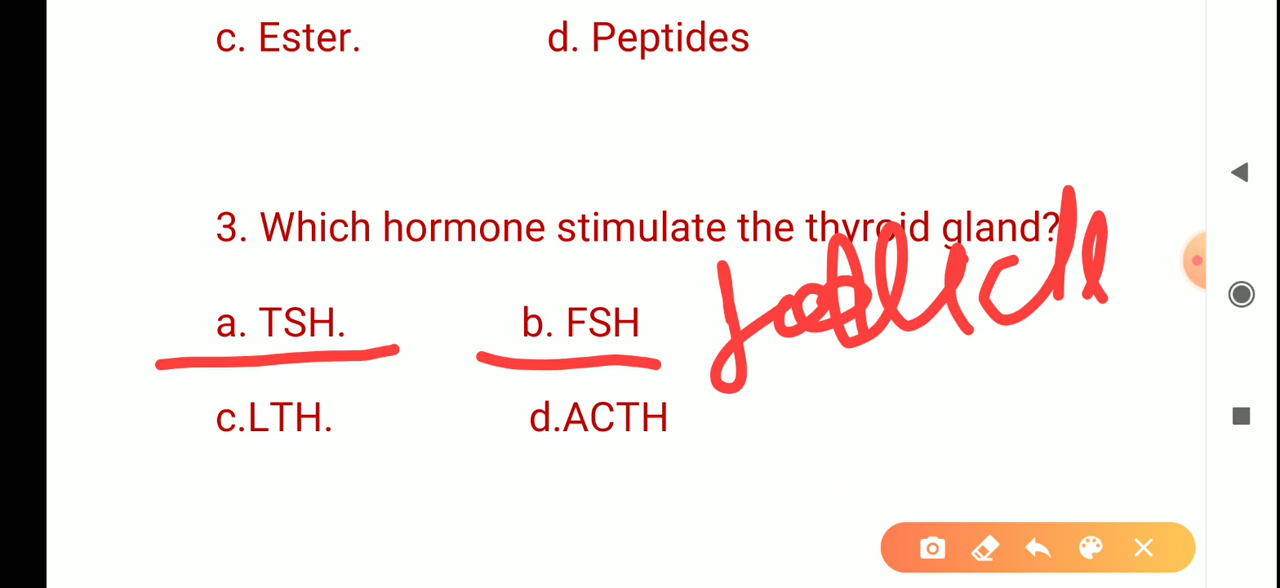 c. Ester. d. Peptides
3. Which hormone stimulate the thyroid gland?
a. TSH. b. FSH
c.LTH. d.ACTH